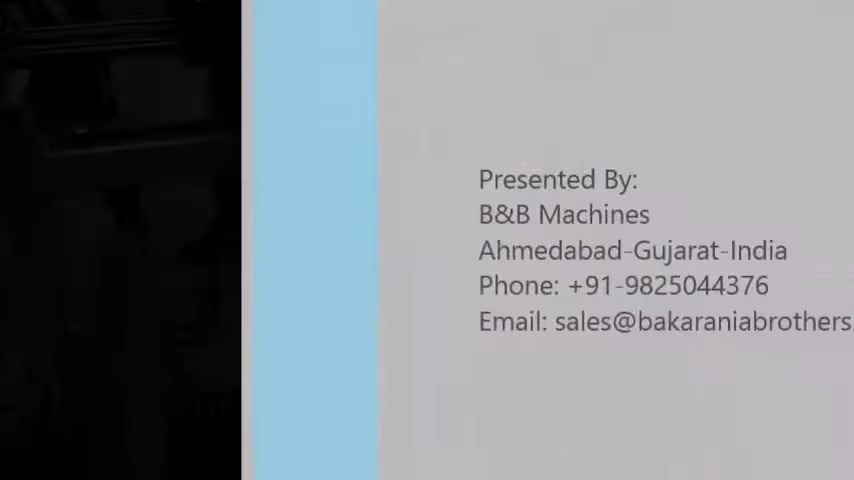 Presented By:
B&B Machines
Ahmedabad-Gujarat-India
Phone: +91-9825044376
Email: sales@bakaraniabrothers.